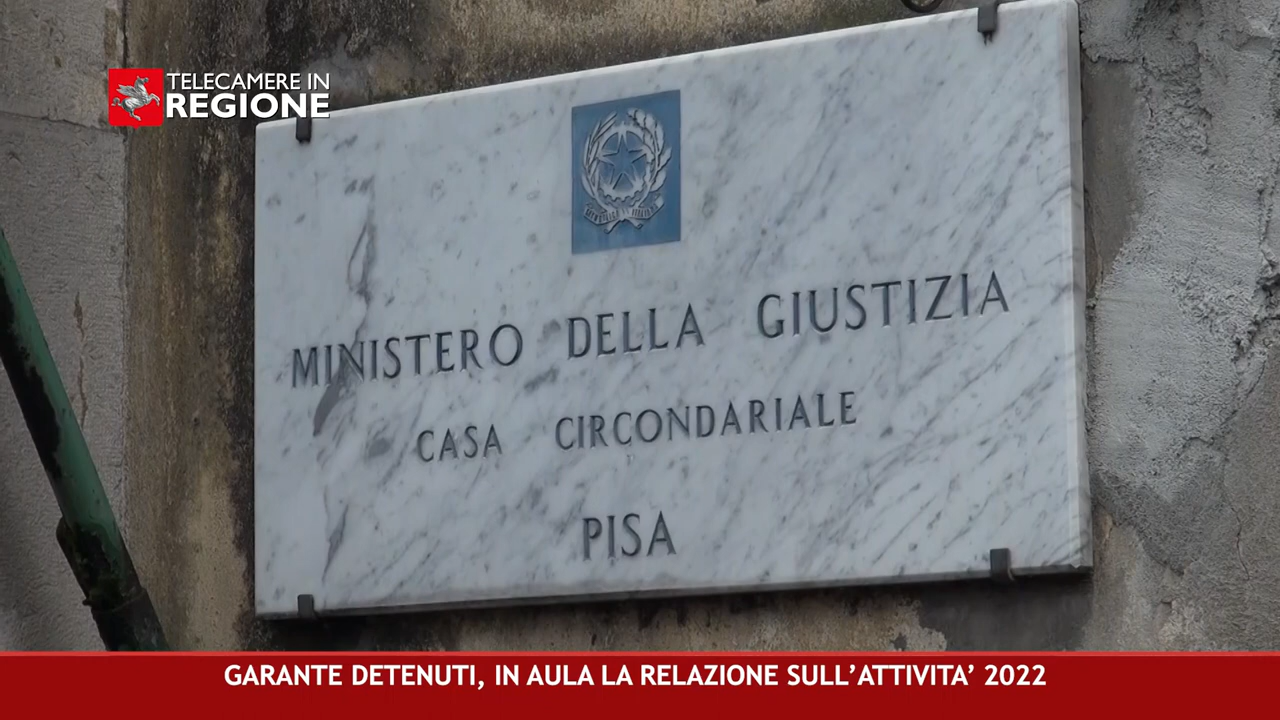 TELECAMERE IN
REGIONE
MINISTERO DELLA GIUSTIZIA
CASA CIRCONDARIALE
PISA
GARANTE DETENUTI, IN AULA LA RELAZIONE SULL’ATTIVITA’ 2022